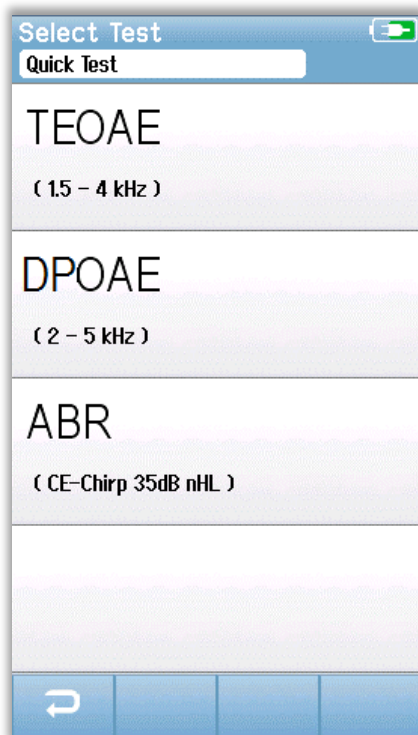 Select Test
Quick Test
TEOAE
( 1.5 - 4 kHz )
DPOAE
( 2 - 5 kHz )
ABR
( CE-Chirp 35dB nHL )